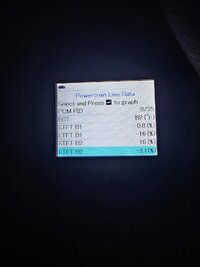 Powertrain Live Data
Select and Press ✓ to graph
PCM PID 8/25
ECT 192 (°F)
STFT B1 -0.8 (%)
LTFT B1 -1.6 (%)
STFT B2 1.6 (%)
LTFT B2 -3.1 (%)